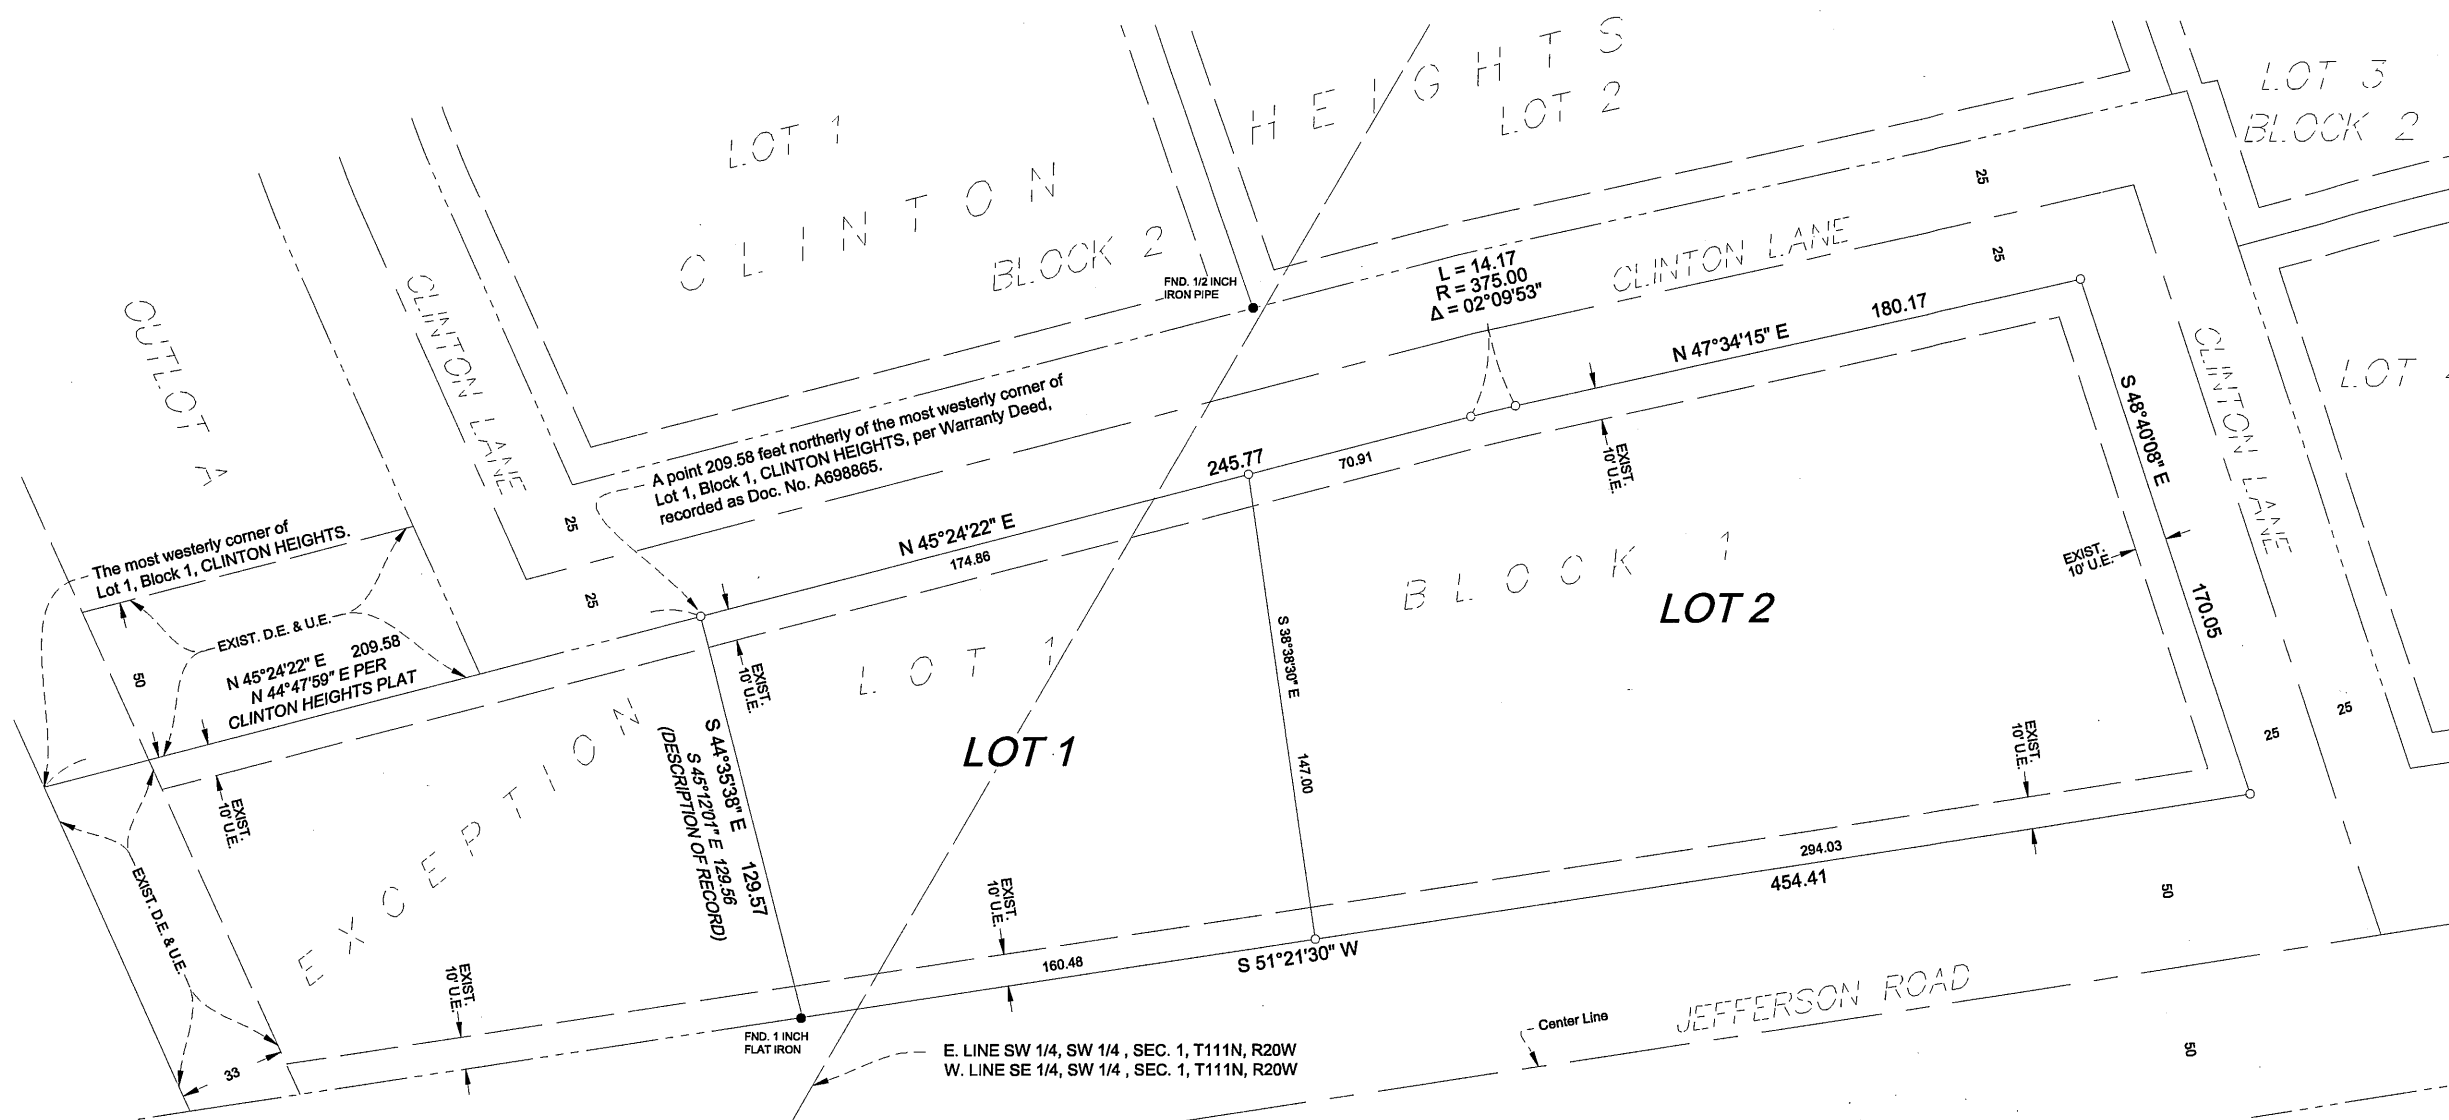 HEIGHTS
LOT 2
LOT 3
BLOCK 2
LOT 1
CLINTON
BLOCK 2
FND. 1/2 INCH
IRON PIPE
L = 14.17
R = 375.00
Δ = 02°09'53"
CLINTON LANE
25
25
N 47°34'15" E
180.17
OUTLOT A
CLINTON LANE
25
25
A point 209.58 feet northerly of the most westerly corner of
Lot 1, Block 1, CLINTON HEIGHTS, per Warranty Deed,
recorded as Doc. No. A698865.
245.77
70.91
EXIST.
10' U.E.
S 48°40'08" E
170.05
CLINTON LANE
LOT
The most westerly corner of
Lot 1, Block 1, CLINTON HEIGHTS.
EXIST. D.E. & U.E.
50
N 45°24'22" E 209.58
N 44°47'59" E PER
CLINTON HEIGHTS PLAT
N 45°24'22" E
174.86
EXIST.
10' U.E.
BLOCK 1
LOT 2
EXIST.
10' U.E.
S 38°38'30" E
147.00
LOT 1
LOT 1
EXCEPTION
S 44°35'38" E 129.57
S 45°12'01" E 129.56
(DESCRIPTION OF RECORD)
EXIST.
10' U.E.
EXIST. D.E. & U.E.
33
EXIST.
10' U.E.
EXIST.
10' U.E.
EXIST.
10' U.E.
25
25
294.03
454.41
160.48
S 51°21'30" W
50
FND. 1 INCH
FLAT IRON
E. LINE SW 1/4, SW 1/4 , SEC. 1, T111N, R20W
W. LINE SE 1/4, SW 1/4 , SEC. 1, T111N, R20W
Center Line
JEFFERSON ROAD
50